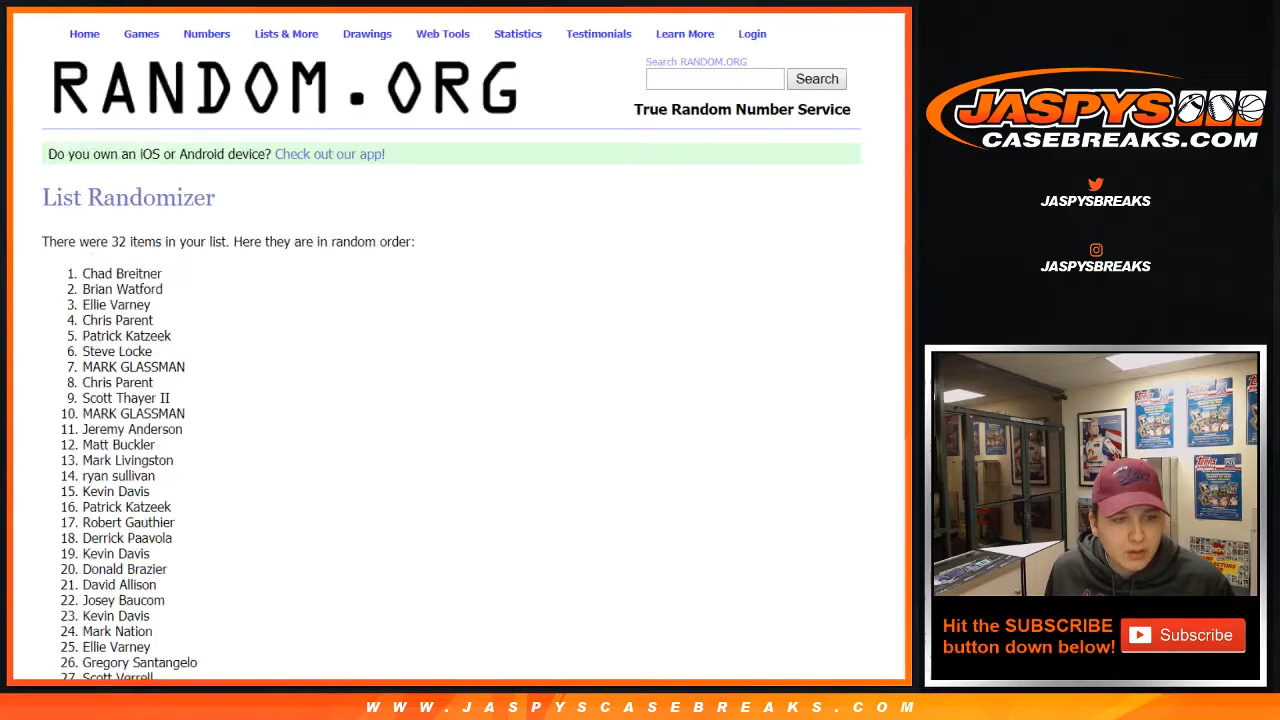 Home Games Numbers Lists & More Drawings Web Tools Statistics Testimonials Learn More Login
RANDOM.ORG
Search RANDOM.ORG
Search
True Random Number Service
Do you own an iOS or Android device? Check out our app!
List Randomizer
There were 32 items in your list. Here they are in random order:
1. Chad Breitner
2. Brian Watford
3. Ellie Varney
4. Chris Parent
5. Patrick Katzeek
6. Steve Locke
7. MARK GLASSMAN
8. Chris Parent
9. Scott Thayer II
10. MARK GLASSMAN
11. Jeremy Anderson
12. Matt Buckler
13. Mark Livingston
14. ryan sullivan
15. Kevin Davis
16. Patrick Katzeek
17. Robert Gauthier
18. Derrick Paavola
19. Kevin Davis
20. Donald Brazier
21. David Allison
22. Josey Baucom
23. Kevin Davis
24. Mark Nation
25. Ellie Varney
26. Gregory Santangelo
27. Scott Verrell
JASPYS
CASEBREAKS.COM
JASPYSBREAKS
JASPYSBREAKS
Hit the SUBSCRIBE
button down below!
Subscribe
WWW.JASPYSCASEBREAKS.COM